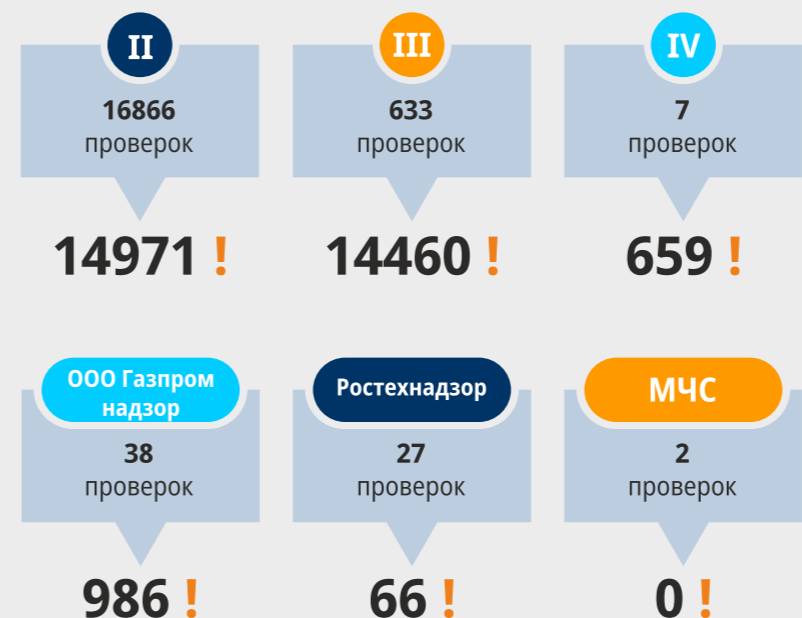 II
16866
проверок
14971 !
III
633
проверок
14460 !
IV
7
проверок
659 !
ООО Газпром
надзор
38
проверок
986 !
Ростехнадзор
27
проверок
66 !
МЧС
2
проверок
0 !